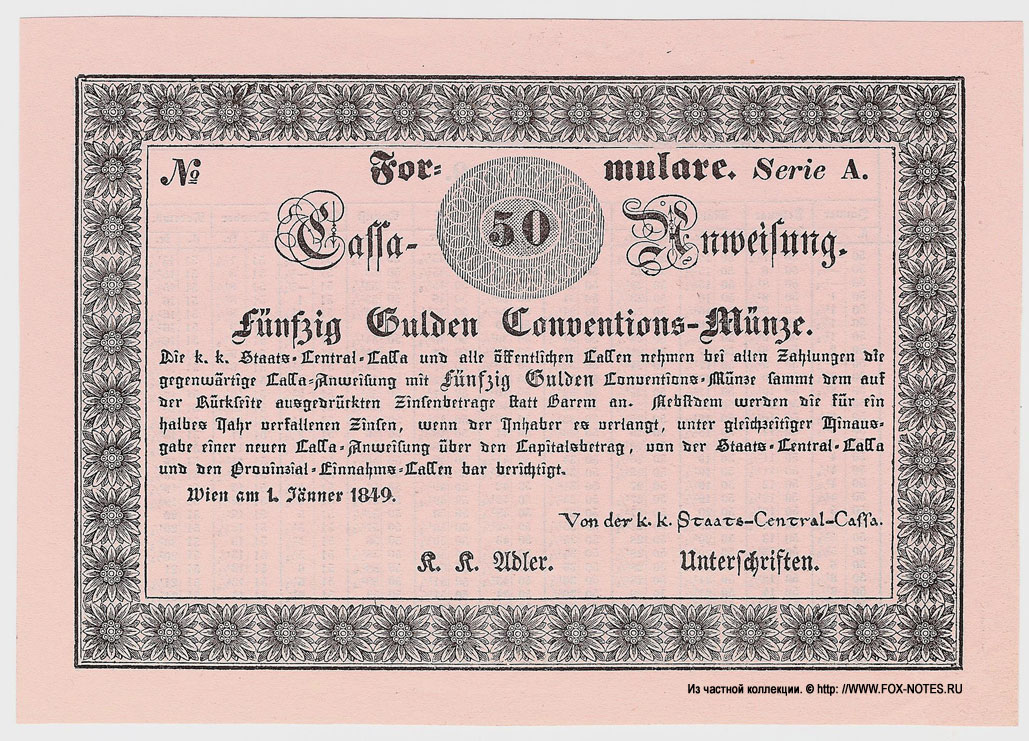 № For= mulare. Serie A.
Cassa- 50 Anweisung.
Fünfzig Gulden Conventions-Münze.
Die k. k. Staats-Central-Cassa und alle öffentlichen Cassen nehmen bei allen Zahlungen die
gegenwärtige Cassa-Anweisung mit Fünfzig Gulden Conventions-Münze sammt dem auf
der Rückseite ausgedrückten Zinsenbetrage statt Barem an. Nebstdem werden die für ein
halbes Jahr verfallenen Zinsen, wenn der Inhaber es verlangt, unter gleichzeitiger Hinaus-
gabe einer neuen Cassa-Anweisung über den Capitalsbetrag, von der Staats-Central-Cassa
und den Provinzial-Einnahms-Cassen bar berichtigt.
Wien am 1. Jänner 1849.
Von der k. k. Staats-Central-Cassa.
K. K. Adler. Unterschriften.
Из частной коллекции. © http: //WWW.FOX-NOTES.RU